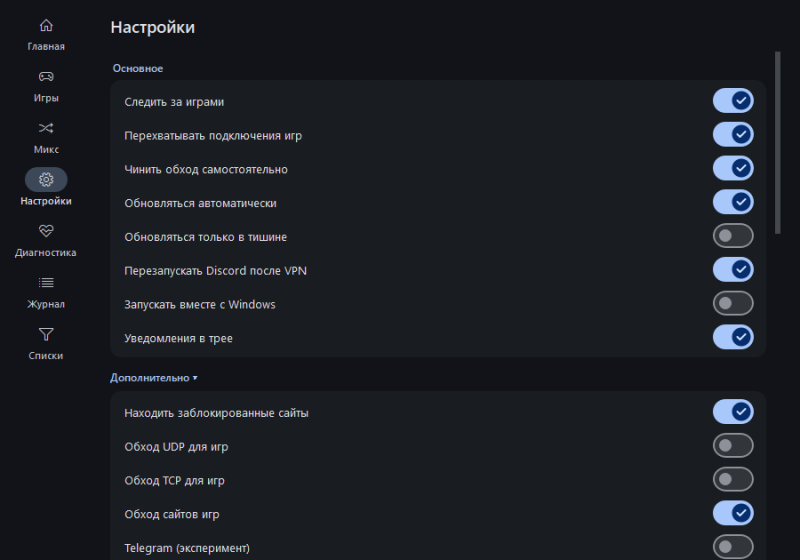 Главная
Игры
Микс
Настройки
Диагностика
Журнал
Списки
Настройки
Основное
Следить за играми
Перехватывать подключения игр
Чинить обход самостоятельно
Обновляться автоматически
Обновляться только в тишине
Перезапускать Discord после VPN
Запускать вместе с Windows
Уведомления в трее
Дополнительно ▾
Находить заблокированные сайты
Обход UDP для игр
Обход TCP для игр
Обход сайтов игр
Telegram (эксперимент)